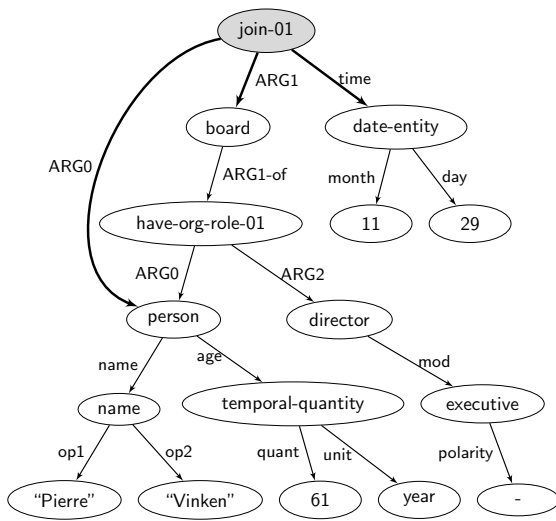 join-01
ARG1
time
board
date-entity
ARG0
ARG1-of
month
day
have-org-role-01
11
29
ARG0
ARG2
person
director
name
age
mod
name
temporal-quantity
executive
op1
op2
quant
unit
polarity
“Pierre”
“Vinken”
61
year
-